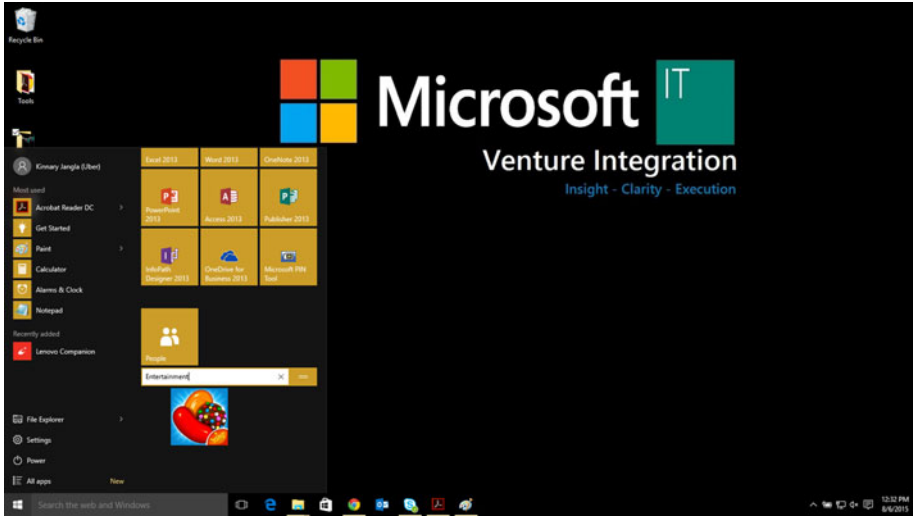 Recycle Bin
Tools
Microsoft IT
Venture Integration
Insight - Clarity - Execution
Kinnary Jangla (Uber)
Most used
Acrobat Reader DC
Get Started
Paint
Calculator
Alarms & Clock
Notepad
Recently added
Lenovo Companion
File Explorer
Settings
Power
All apps New
Excel 2013 Word 2013 OneNote 2013
PowerPoint 2013
Access 2013
Publisher 2013
InfoPath Designer 2013
OneDrive for Business 2013
Microsoft PIN Tool
People
Entertainment
Search the web and Windows
12:32 PM
8/6/2015